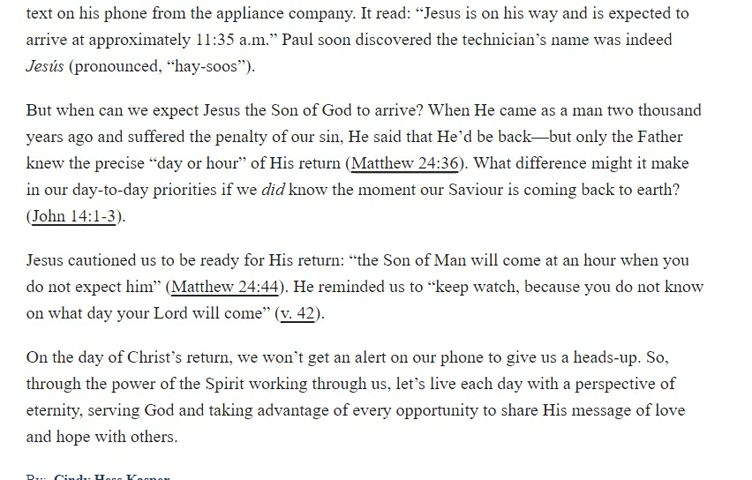 text on his phone from the appliance company. It read: “Jesus is on his way and is expected to
arrive at approximately 11:35 a.m.” Paul soon discovered the technician’s name was indeed
Jesús (pronounced, “hay-soos”).
But when can we expect Jesus the Son of God to arrive? When He came as a man two thousand
years ago and suffered the penalty of our sin, He said that He’d be back—but only the Father
knew the precise “day or hour” of His return (Matthew 24:36). What difference might it make
in our day-to-day priorities if we did know the moment our Saviour is coming back to earth?
(John 14:1-3).
Jesus cautioned us to be ready for His return: “the Son of Man will come at an hour when you
do not expect him” (Matthew 24:44). He reminded us to “keep watch, because you do not know
on what day your Lord will come” (v. 42).
On the day of Christ’s return, we won’t get an alert on our phone to give us a heads-up. So,
through the power of the Spirit working through us, let’s live each day with a perspective of
eternity, serving God and taking advantage of every opportunity to share His message of love
and hope with others.
By: Cindy Hess Kasper